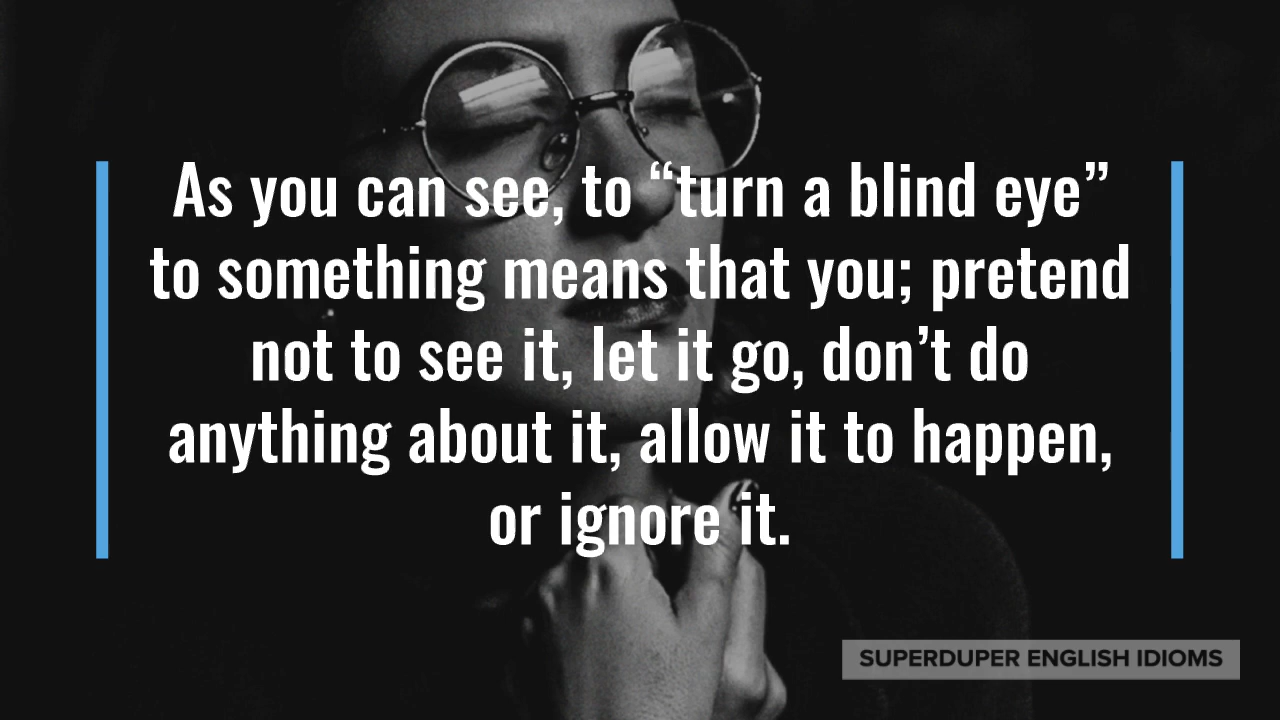 As you can see, to “turn a blind eye”
to something means that you; pretend
not to see it, let it go, don’t do
anything about it, allow it to happen,
or ignore it.
SUPERDUPER ENGLISH IDIOMS